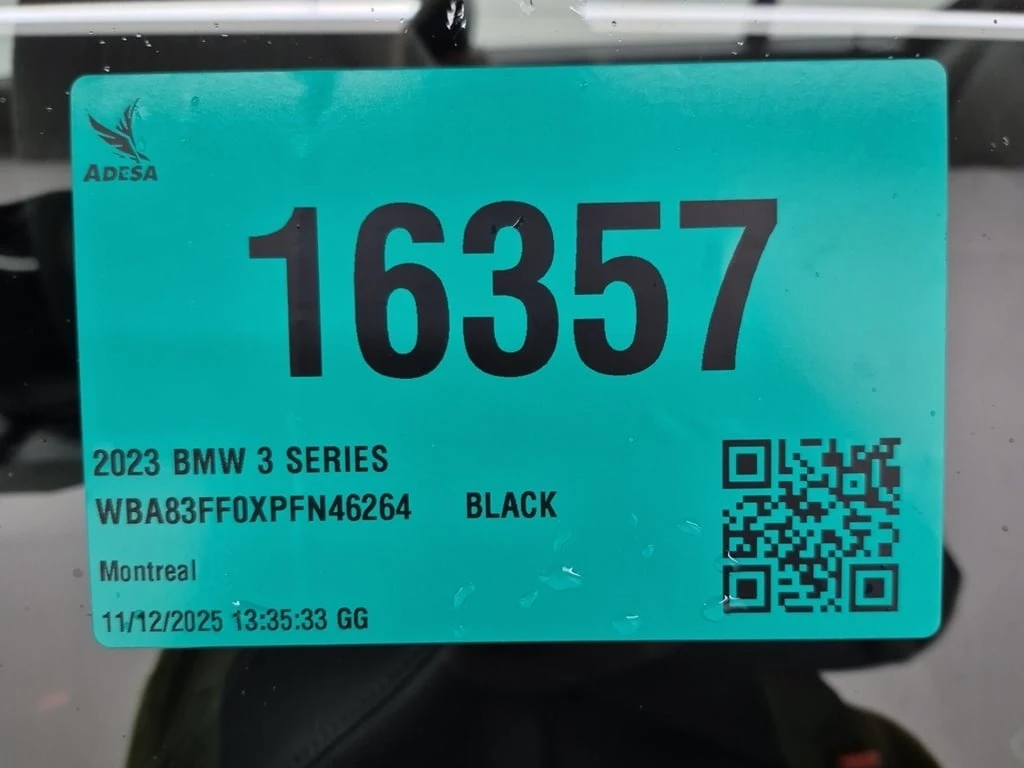 ADESA
16357
2023 BMW 3 SERIES
WBA83FF0XPFN46264 BLACK
Montreal
11/12/2025 13:35:33 GG